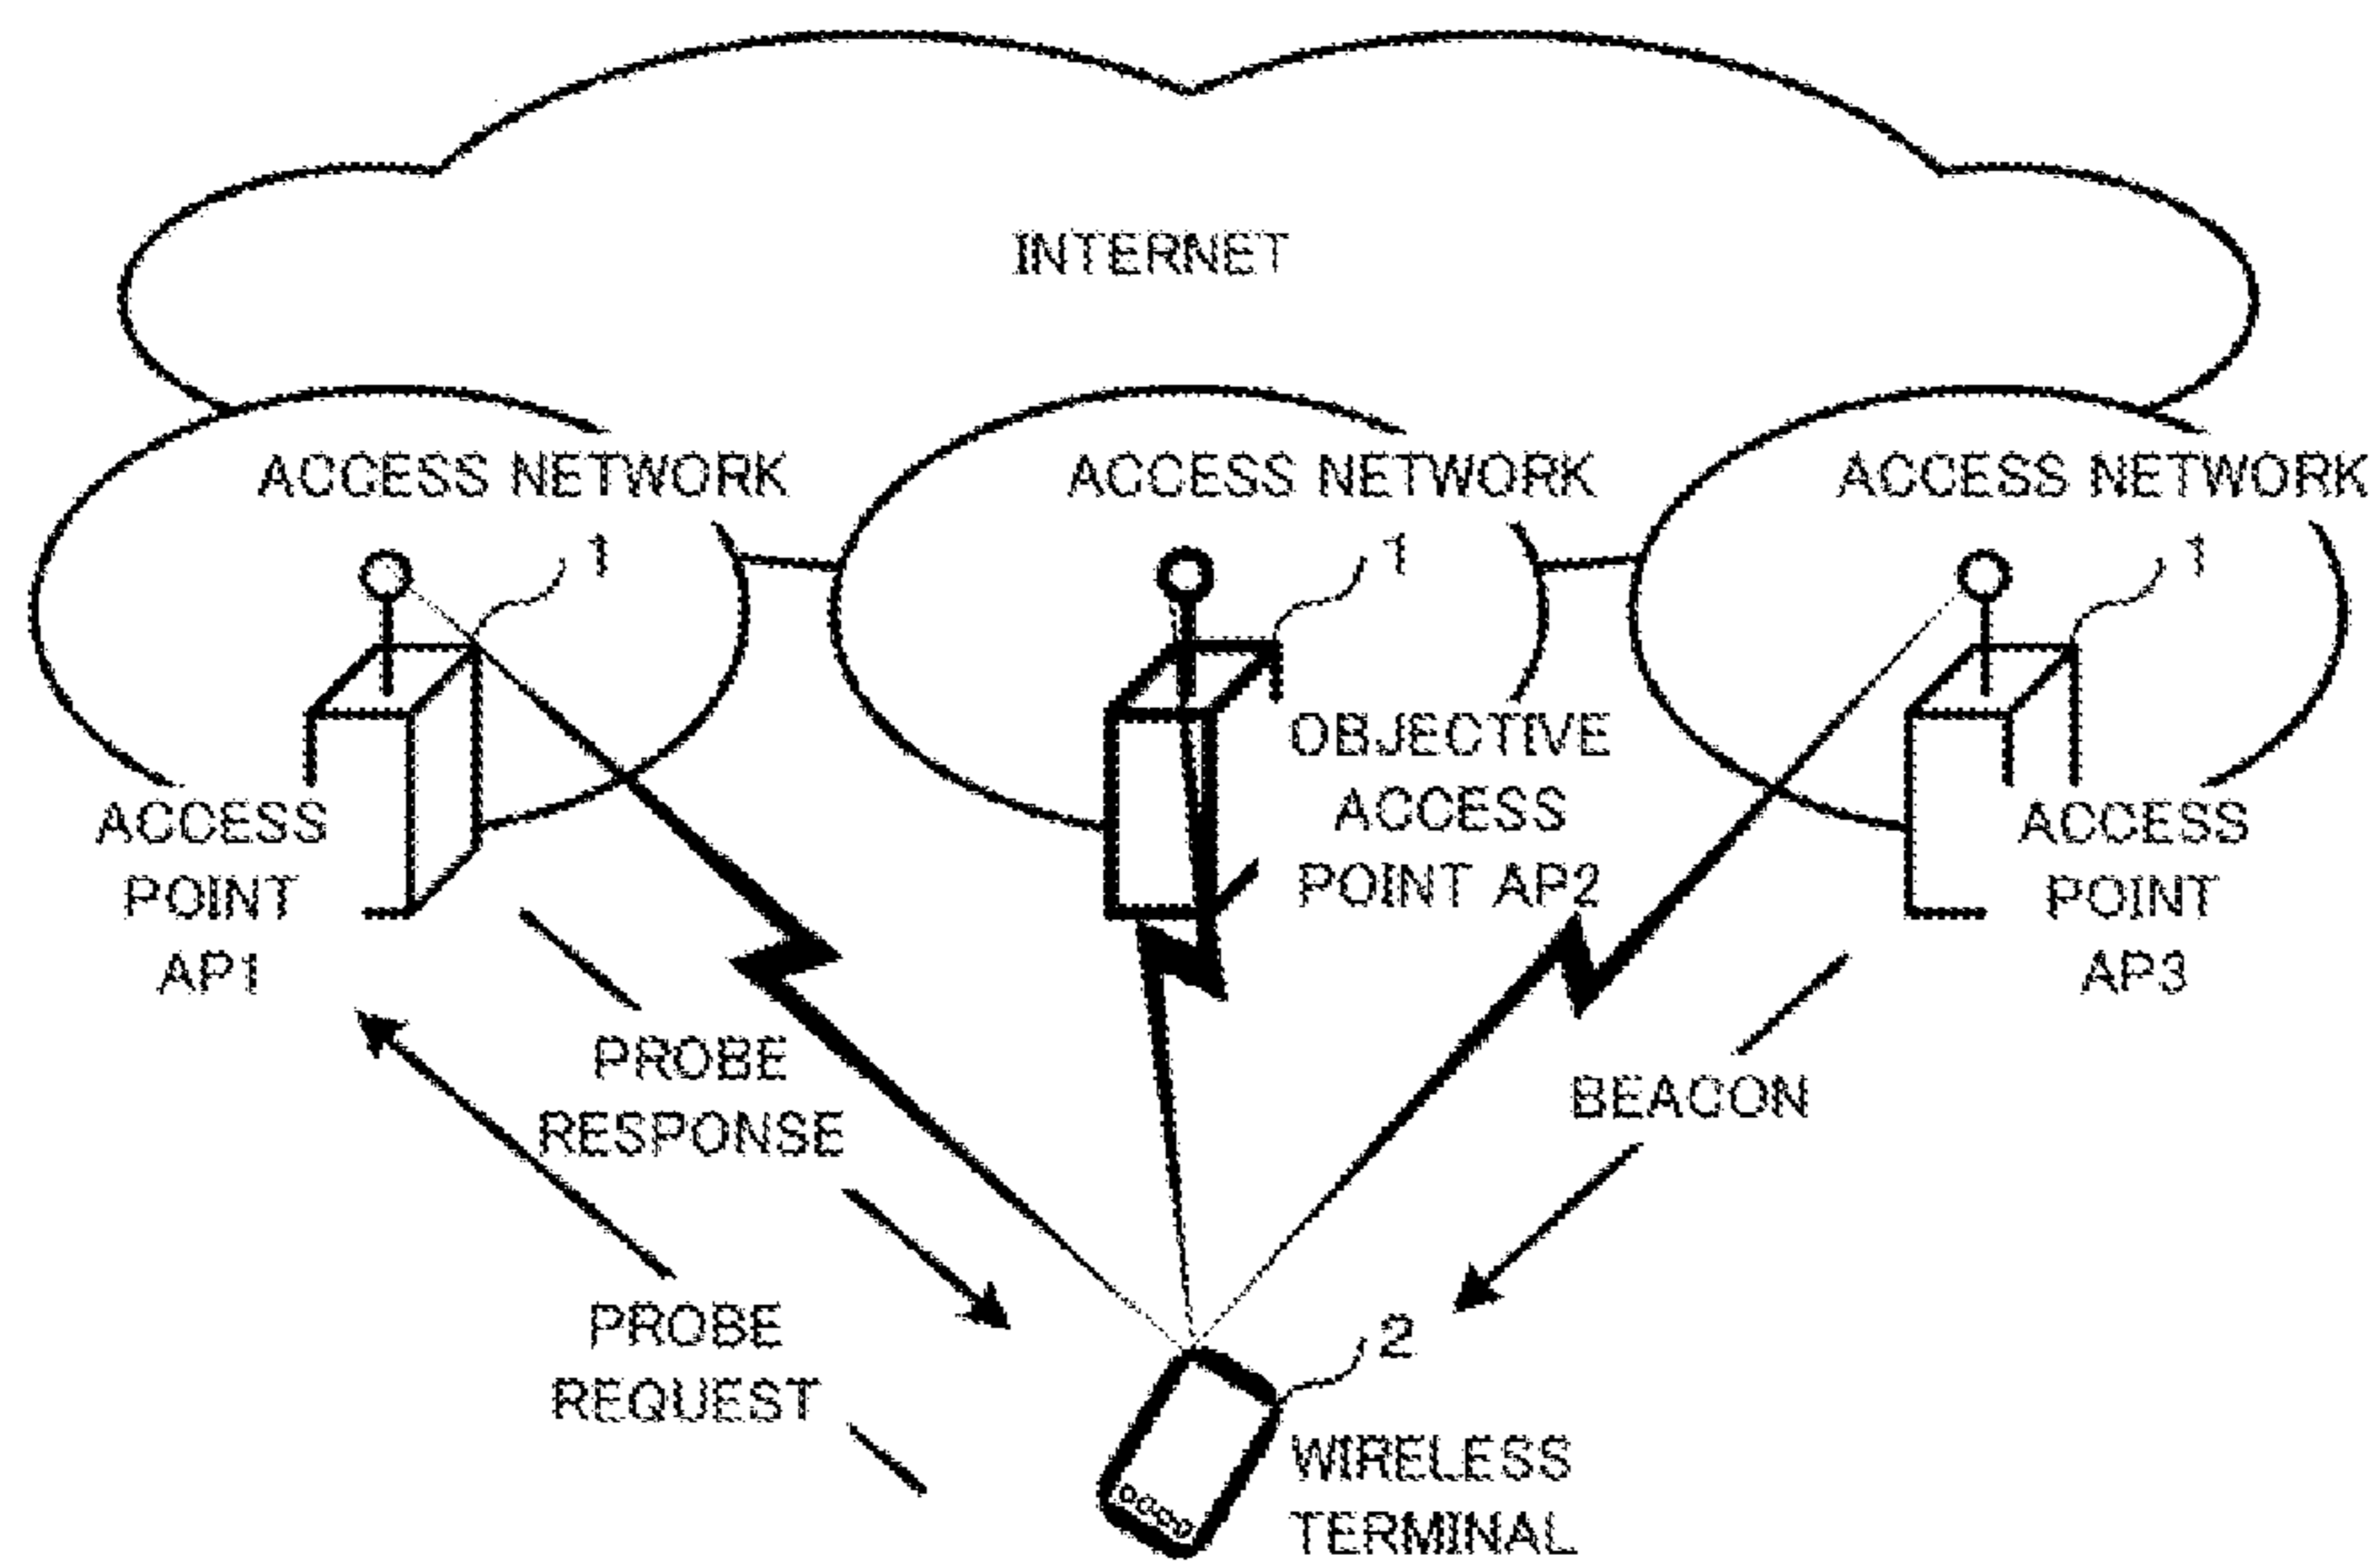 INTERNET
ACCESS NETWORK
ACCESS NETWORK
ACCESS NETWORK
1
1
1
ACCESS
POINT
AP1
OBJECTIVE
ACCESS
POINT AP2
ACCESS
POINT
AP3
PROBE
RESPONSE
BEACON
PROBE
REQUEST
2
WIRELESS
TERMINAL